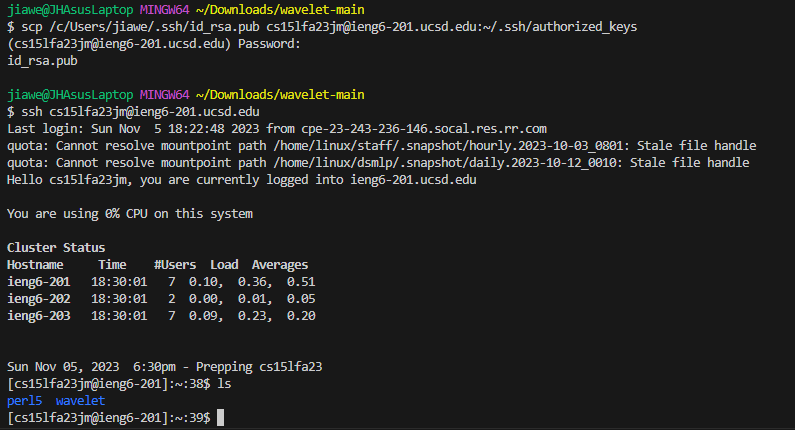 jiawe@JHAsusLaptop MINGW64 ~/Downloads/wavelet-main
$ scp /c/Users/jiawe/.ssh/id_rsa.pub cs15lfa23jm@ieng6-201.ucsd.edu:~/.ssh/authorized_keys
(cs15lfa23jm@ieng6-201.ucsd.edu) Password:
id_rsa.pub
jiawe@JHAsusLaptop MINGW64 ~/Downloads/wavelet-main
$ ssh cs15lfa23jm@ieng6-201.ucsd.edu
Last login: Sun Nov  5 18:22:48 2023 from cpe-23-243-236-146.socal.res.rr.com
quota: Cannot resolve mountpoint path /home/linux/staff/.snapshot/hourly.2023-10-03_0801: Stale file handle
quota: Cannot resolve mountpoint path /home/linux/dsmlp/.snapshot/daily.2023-10-12_0010: Stale file handle
Hello cs15lfa23jm, you are currently logged into ieng6-201.ucsd.edu
You are using 0% CPU on this system
Cluster Status
Hostname     Time    #Users  Load  Averages
ieng6-201   18:30:01   7  0.10,  0.36,  0.51
ieng6-202   18:30:01   2  0.00,  0.01,  0.05
ieng6-203   18:30:01   7  0.09,  0.23,  0.20
Sun Nov 05, 2023  6:30pm - Prepping cs15lfa23
[cs15lfa23jm@ieng6-201]:~:38$ ls
perl5  wavelet
[cs15lfa23jm@ieng6-201]:~:39$